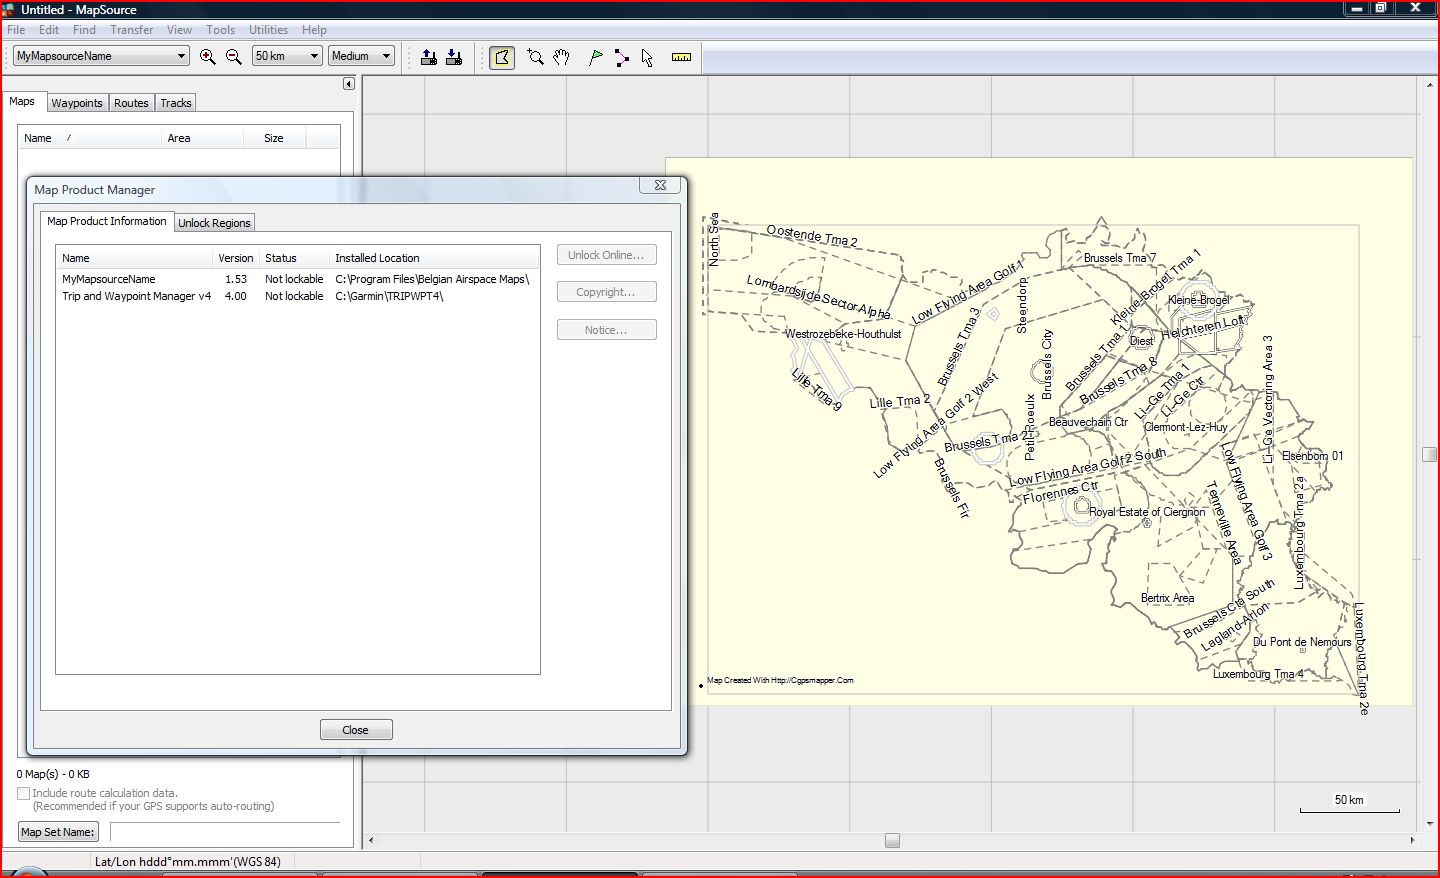 Untitled - MapSource
File Edit Find Transfer View Tools Utilities Help
MyMapsourceName 50 km Medium
Maps Waypoints Routes Tracks
Name / Area Size
Map Product Manager
Map Product Information Unlock Regions
Name Version Status Installed Location
MyMapsourceName 1.53 Not lockable C:\Program Files\Belgian Airspace Maps\
Trip and Waypoint Manager v4 4.00 Not lockable C:\Garmin\TRIPWPT4\
Unlock Online...
Copyright...
Notice...
Close
0 Map(s) - 0 KB
Include route calculation data.
(Recommended if your GPS supports auto-routing)
Map Set Name:
Lat/Lon hddd°mm.mmm'(WGS 84)
North Sea
Oostende Tma 2
Lombardsijde Sector Alpha
Westrozebeke-Houthulst
Lille Tma 9
Lille Tma 2
Low Flying Area Golf 1
Brussels Tma 3
Steendorp
Brussels City
Brussels Tma 7
Kleine-Brogel Tma 1
Kleine-Brogel
Helchteren Loft
Diest
Brussels Tma 1
Brussels Tma 8
Li-Ge Tma 1
Li-Ge Ctr
Li-Ge Vectoring Area 3
Low Flying Area Golf 2 West
Petit-Roeulx
Beauvechain Ctr
Clemont-Lez-Huy
Brussels Tma 2
Brussels Fir
Low Flying Area Golf 2 South
Florennes Ctr
Royal Estate of Ciergnon
Elsenborn 01
Low Flying Area Golf 3
Tenneville Area
Luxembourg Tma 2a
Bertrix Area
Brussels Cta South
Lagland-Arlon
Du Pont de Nemours
Luxembourg Tma 4
Luxembourg Tma 2e
Map Created With Http://Cgpsmapper.Com
50 km